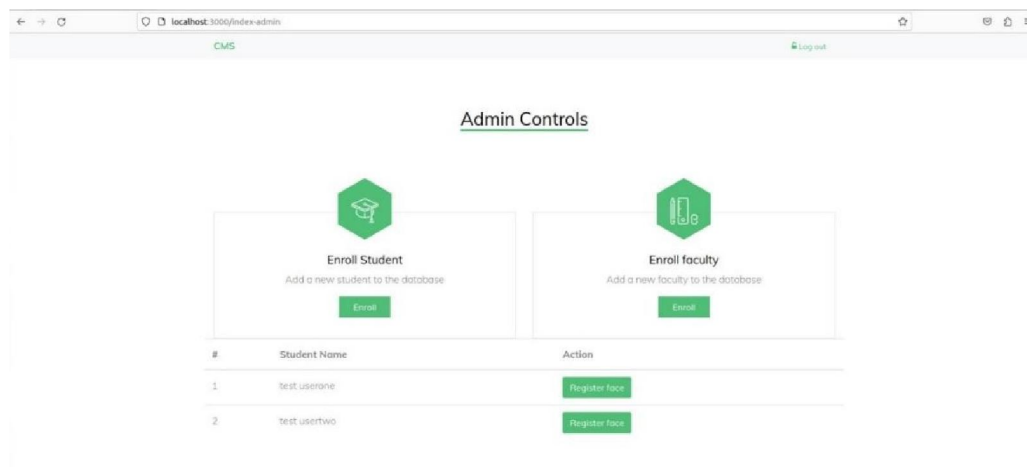 localhost:3000/index-admin
CMS
Log out
Admin Controls
Enroll Student
Add a new student to the database
Enroll
Enroll faculty
Add a new faculty to the database
Enroll
# Student Name Action
1 test userone Register face
2 test usertwo Register face